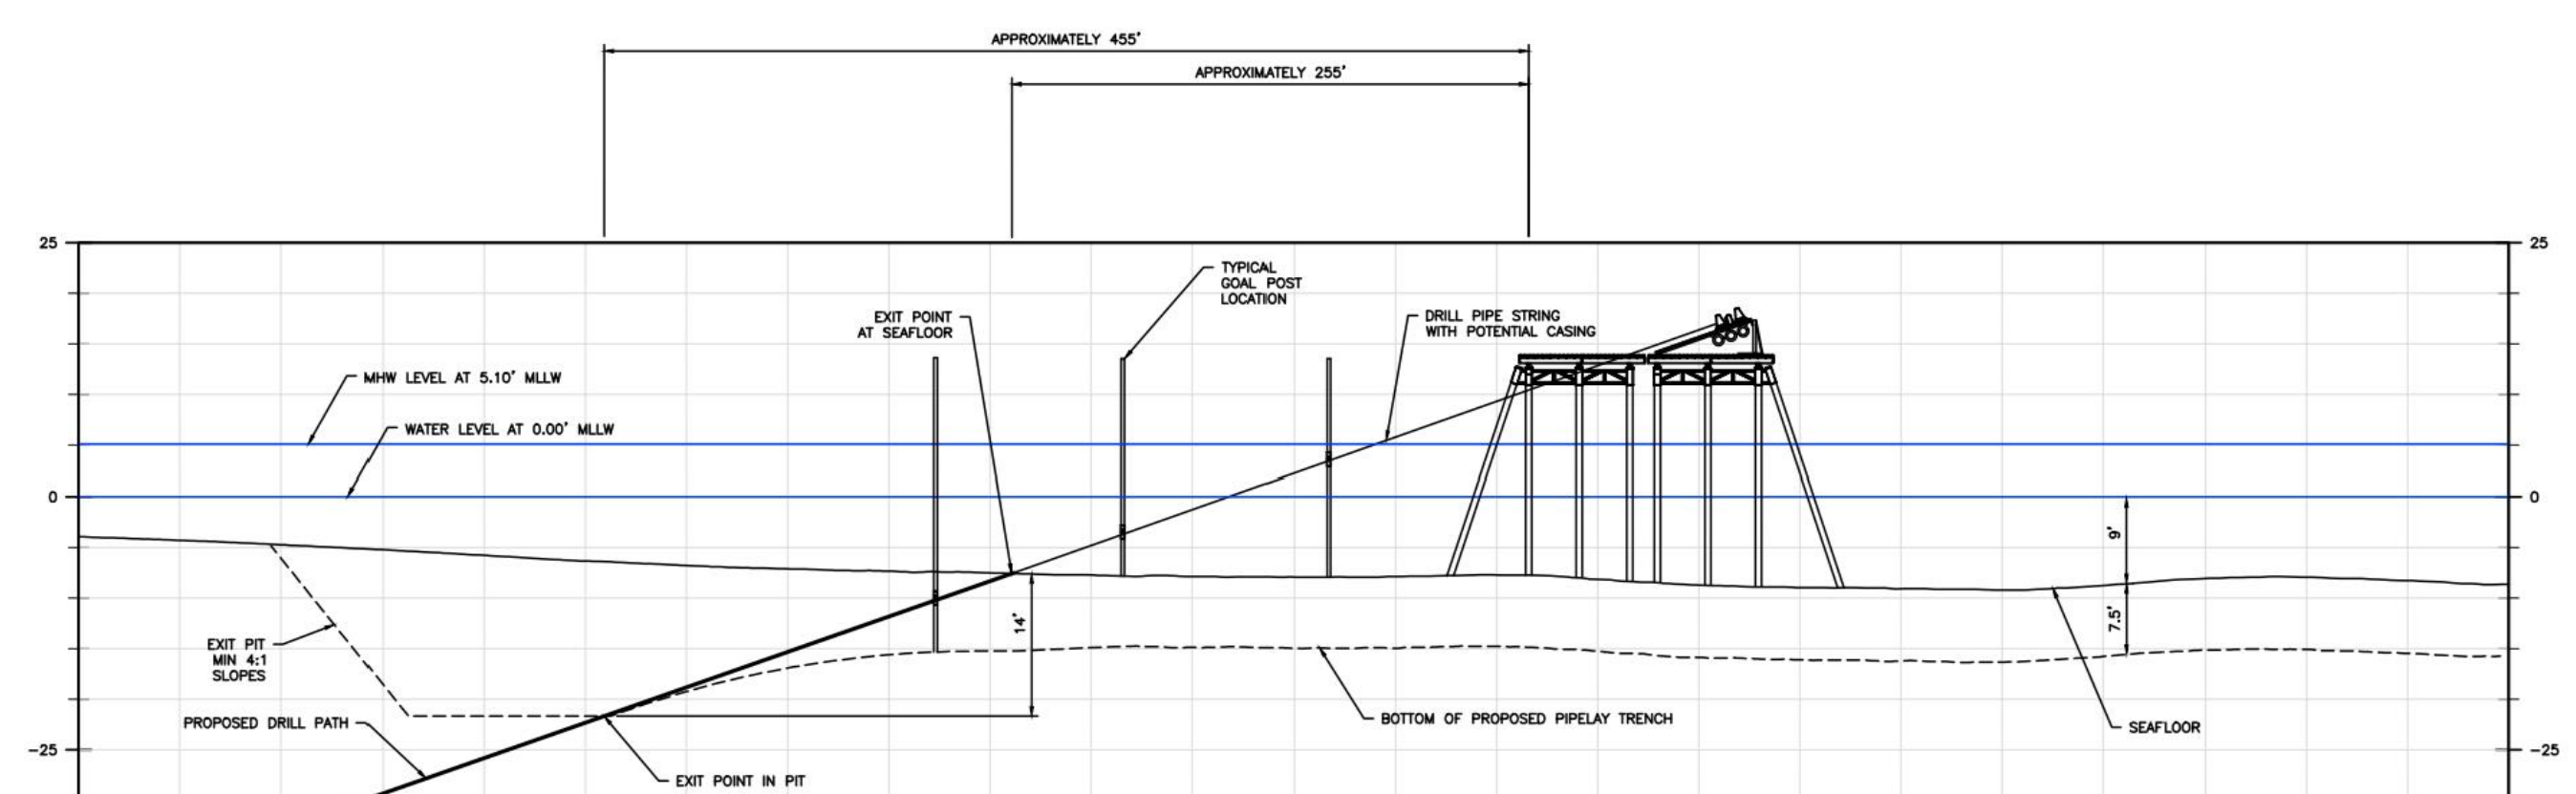 APPROXIMATELY 455'
APPROXIMATELY 255'
25
25
TYPICAL
GOAL POST
LOCATION
EXIT POINT
AT SEAFLOOR
DRILL PIPE STRING
WITH POTENTIAL CASING
MHW LEVEL AT 5.10' MLLW
WATER LEVEL AT 0.00' MLLW
0
0
9'
7.5'
14'
EXIT PIT
MIN 4:1
SLOPES
PROPOSED DRILL PATH
BOTTOM OF PROPOSED PIPELAY TRENCH
SEAFLOOR
-25
-25
EXIT POINT IN PIT